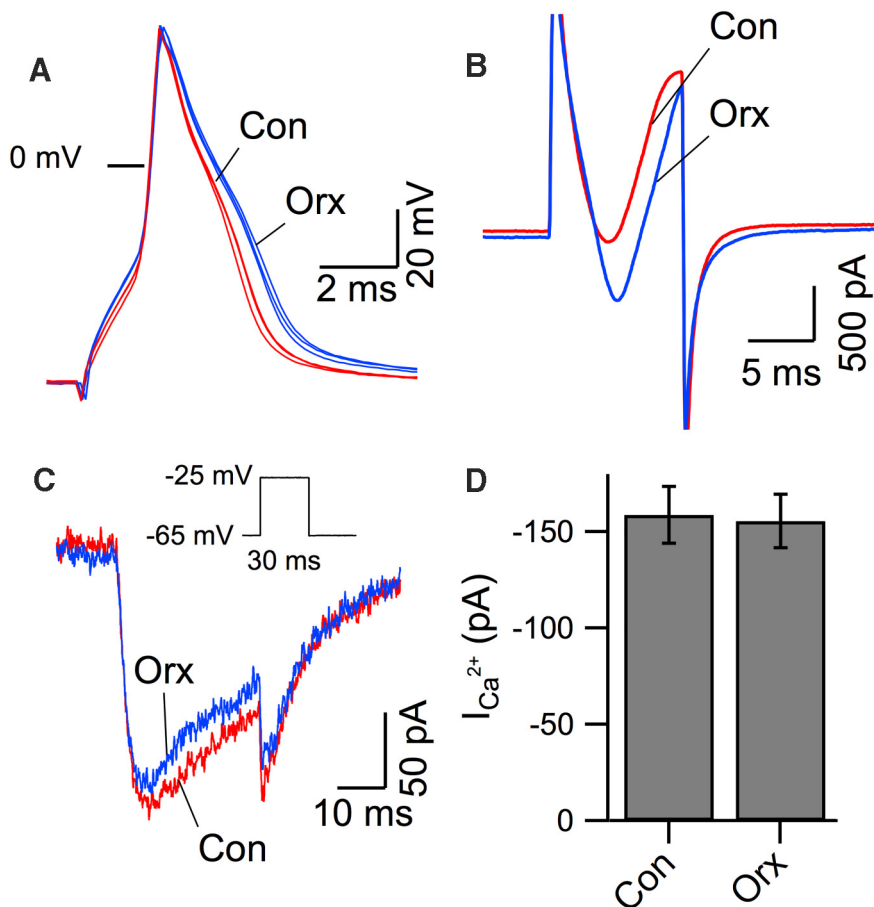 A
0 mV
Con
Orx
2 ms
20 mV
B
Con
Orx
5 ms
500 pA
C
-25 mV
-65 mV
30 ms
Orx
Con
10 ms
50 pA
D
I Ca²⁺ (pA)
-150
-100
-50
0
Con
Orx